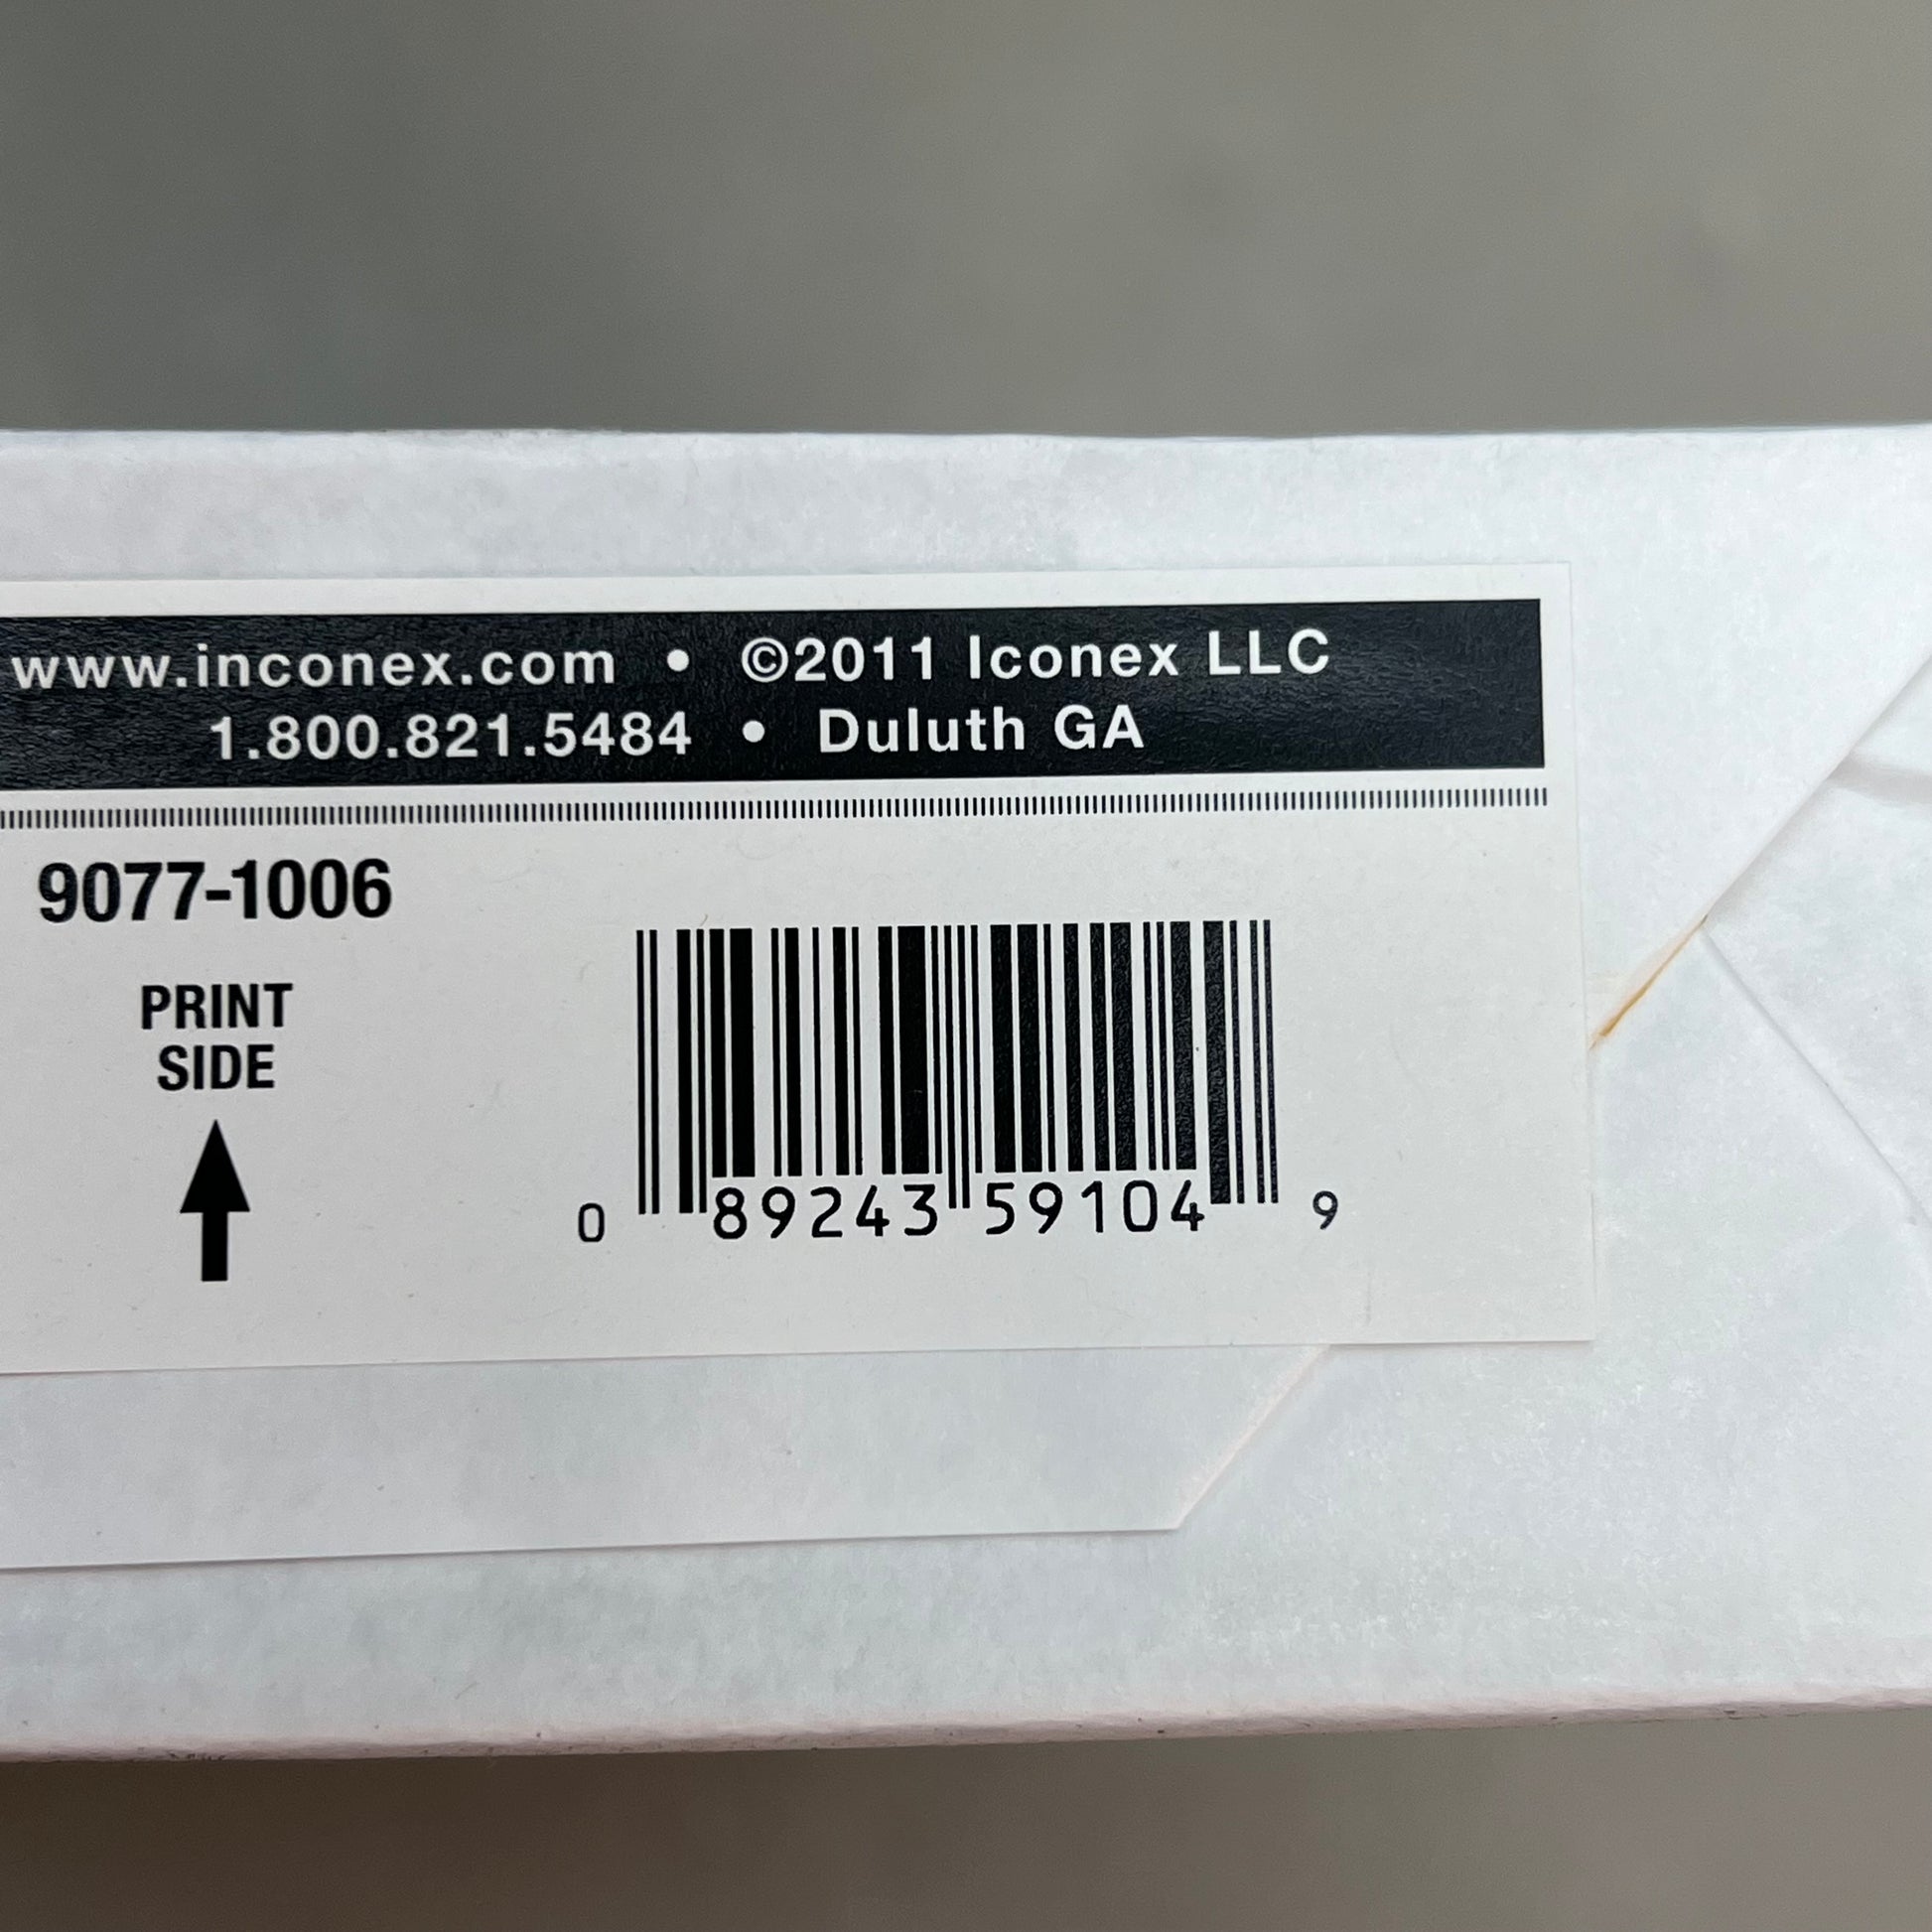 www.inconex.com • ©2011 Iconex LLC
1.800.821.5484 • Duluth GA
9077-1006
PRINT
SIDE
0 89243 59104 9